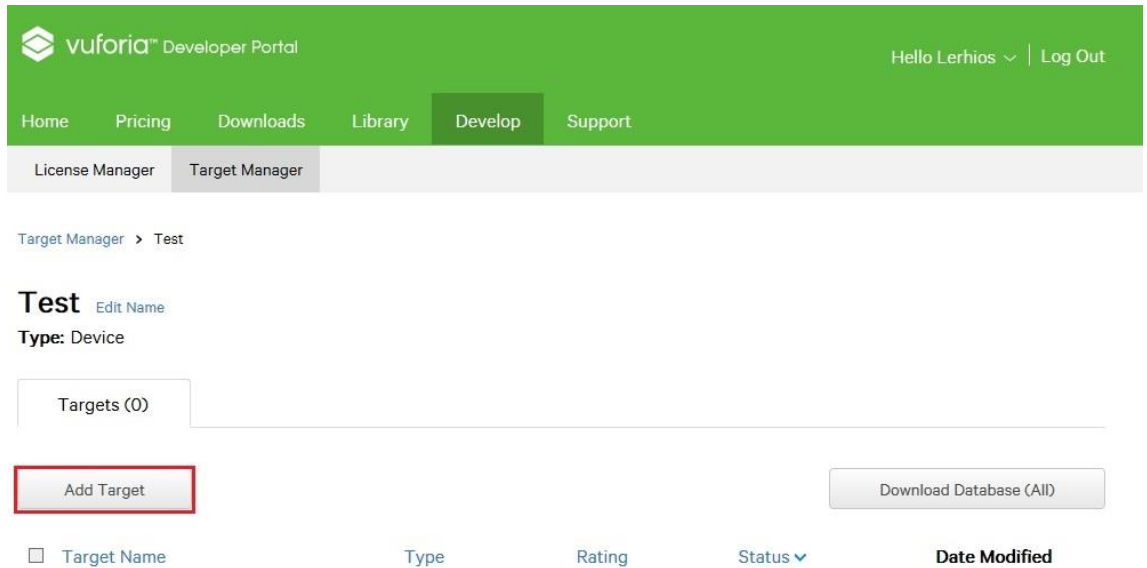 vuforia™ Developer Portal
Hello Lerhios | Log Out
Home Pricing Downloads Library Develop Support
License Manager Target Manager
Target Manager > Test
Test Edit Name
Type: Device
Targets (0)
Add Target Download Database (All)
Target Name Type Rating Status Date Modified